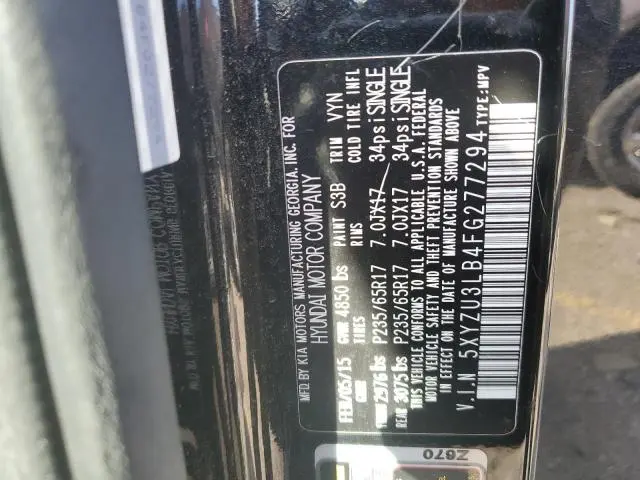 MFD.BY KIA MOTORS MANUFACTURING GEORGIA. INC. FOR
HYUNDAI MOTOR COMPANY
FEB/05/15 GVWR 4850 lbs PAINT S3B TRIM VYN
TIRES RIMS COLD TIRE INFL
2976 lbs P235/65R17 7.0JX17 34psi SINGLE
REAR 3075 lbs P235/65R17 7.0JX17 34psi SINGLE
THIS VEHICLE CONFORMS TO ALL APPLICABLE U.S.A. FEDERAL
MOTOR VEHICLE SAFETY AND THEFT PREVENTION STANDARDS
IN EFFECT ON THE DATE OF MANUFACTURE SHOWN ABOVE
V.I.N 5XYZU3LB4FG277294 TYPE:MPV
Z670